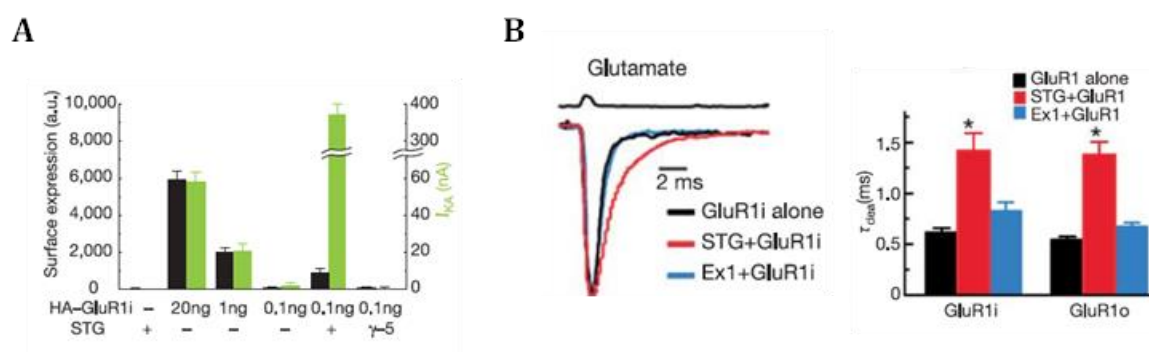 A
Surface expression (a.u.)
10,000
8,000
6,000
4,000
2,000
0
400
300
60
40
20
0
I_KA (nA)
HA–GluR1i – 20ng 1ng 0.1ng 0.1ng 0.1ng
STG + – – – + γ–5
B
Glutamate
2 ms
GluR1i alone
STG+GluR1i
Ex1+GluR1i
GluR1 alone
STG+GluR1
Ex1+GluR1
τdea(ms)
1.5
1.0
0.5
0
* *
GluR1i GluR1o